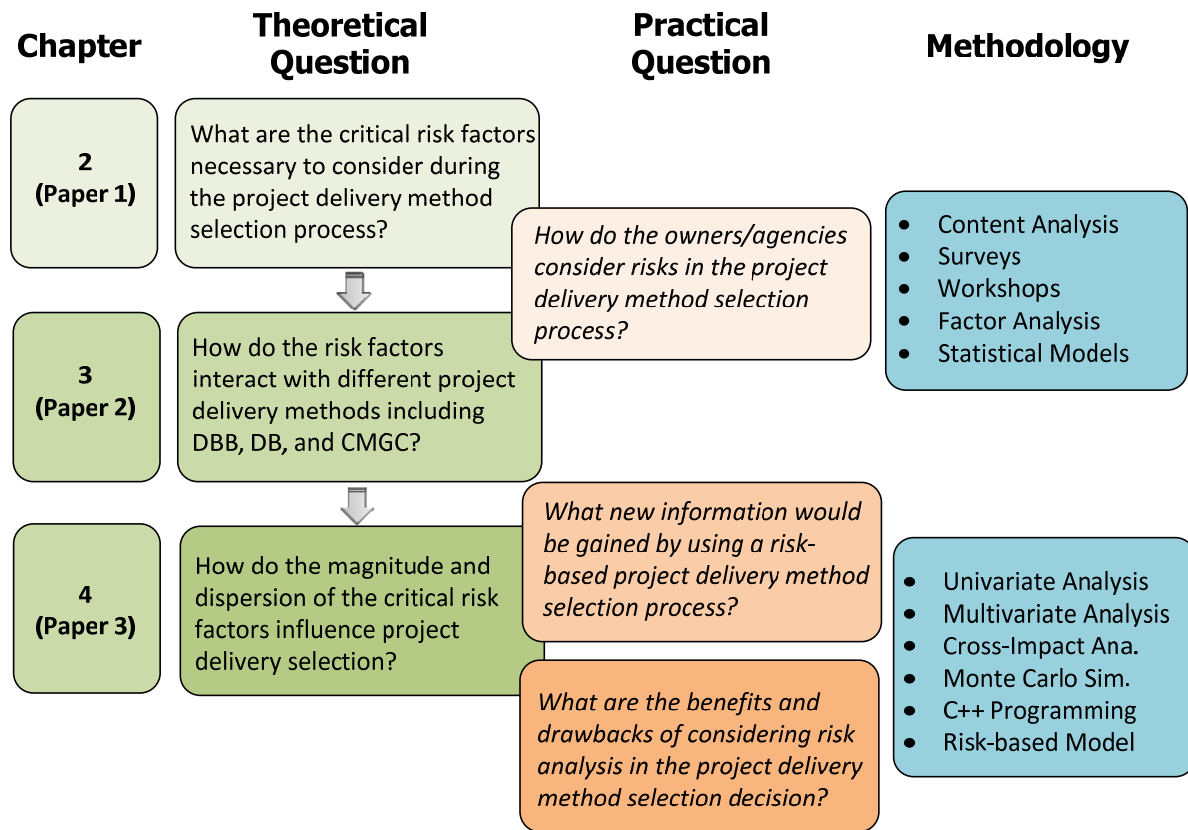 Chapter
Theoretical
Question
Practical
Question
Methodology
2
(Paper 1)
What are the critical risk factors
necessary to consider during
the project delivery method
selection process?
How do the owners/agencies
consider risks in the project
delivery method selection
process?
• Content Analysis
• Surveys
• Workshops
• Factor Analysis
• Statistical Models
3
(Paper 2)
How do the risk factors
interact with different project
delivery methods including
DBB, DB, and CMGC?
What new information would
be gained by using a risk-
based project delivery method
selection process?
4
(Paper 3)
How do the magnitude and
dispersion of the critical risk
factors influence project
delivery selection?
What are the benefits and
drawbacks of considering risk
analysis in the project delivery
method selection decision?
• Univariate Analysis
• Multivariate Analysis
• Cross-Impact Ana.
• Monte Carlo Sim.
• C++ Programming
• Risk-based Model